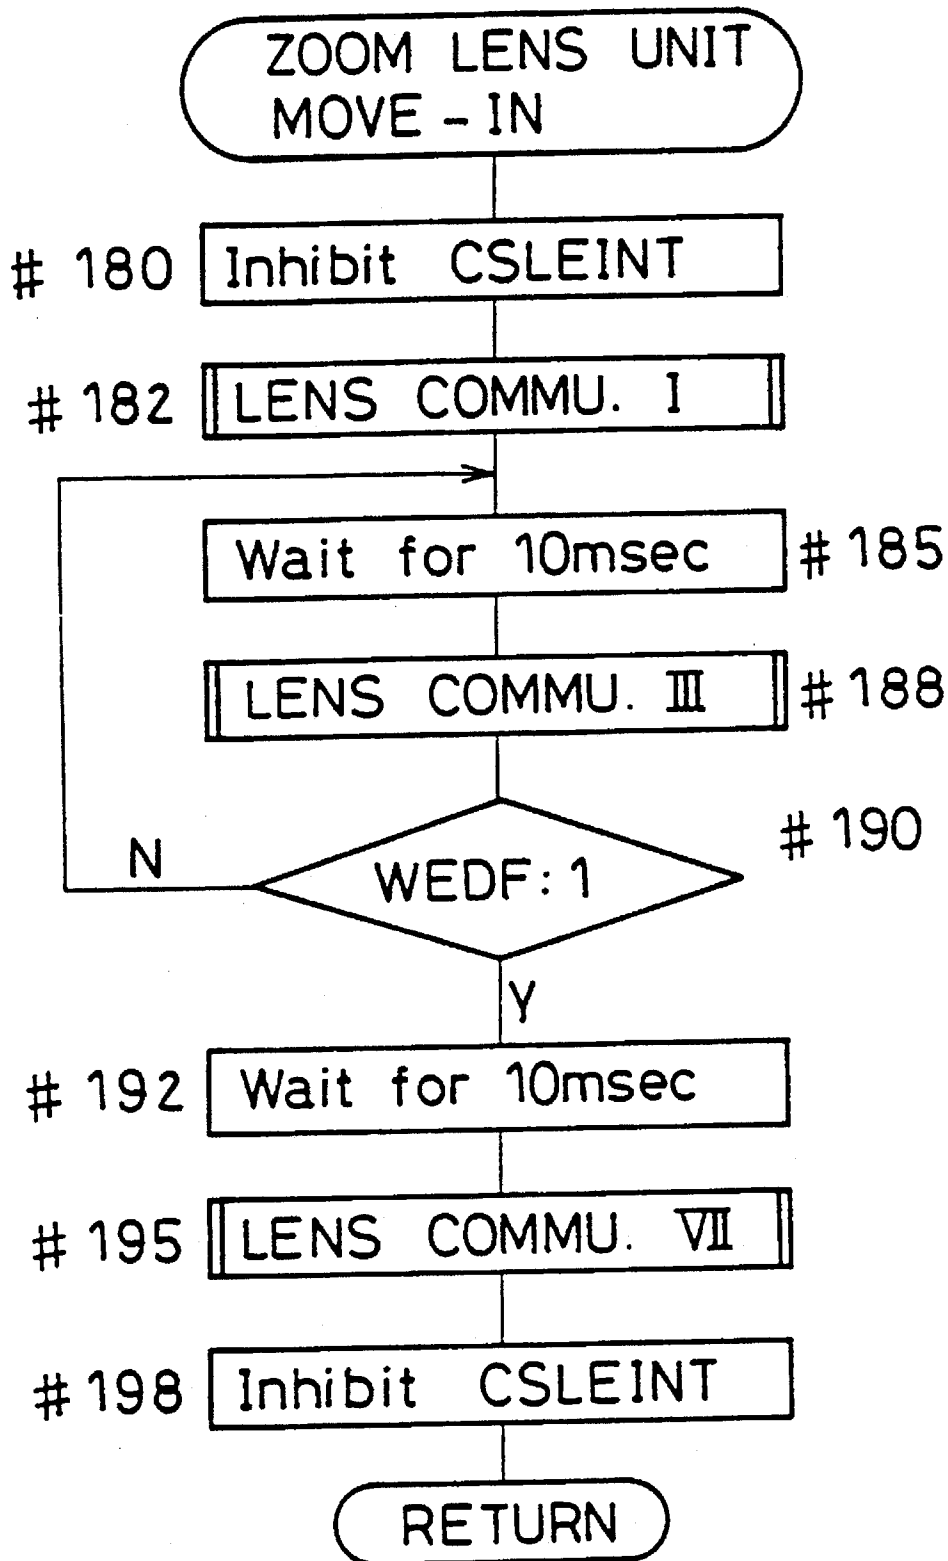 ZOOM LENS UNIT
MOVE - IN
# 180 Inhibit CSLEINT
# 182 LENS COMMU. I
Wait for 10msec # 185
LENS COMMU. III # 188
# 190
N WEDF: 1
Y
# 192 Wait for 10msec
# 195 LENS COMMU. VII
# 198 Inhibit CSLEINT
RETURN